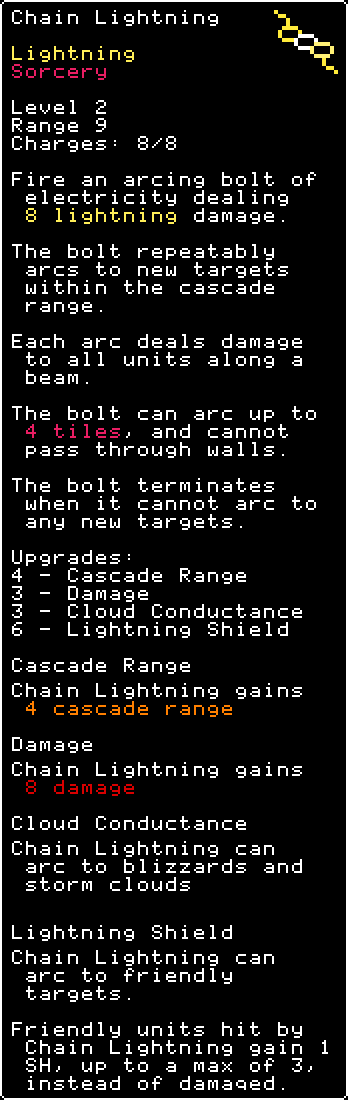 Chain Lightning
Lightning
Sorcery
Level 2
Range 9
Charges: 8/8
Fire an arcing bolt of
electricity dealing
8 lightning damage.
The bolt repeatably
arcs to new targets
within the cascade
range.
Each arc deals damage
to all units along a
beam.
The bolt can arc up to
4 tiles, and cannot
pass through walls.
The bolt terminates
when it cannot arc to
any new targets.
Upgrades:
4 - Cascade Range
3 - Damage
3 - Cloud Conductance
6 - Lightning Shield
Cascade Range
Chain Lightning gains
4 cascade range
Damage
Chain Lightning gains
8 damage
Cloud Conductance
Chain Lightning can
arc to blizzards and
storm clouds
Lightning Shield
Chain Lightning can
arc to friendly
targets.
Friendly units hit by
Chain Lightning gain 1
SH, up to a max of 3,
instead of damaged.